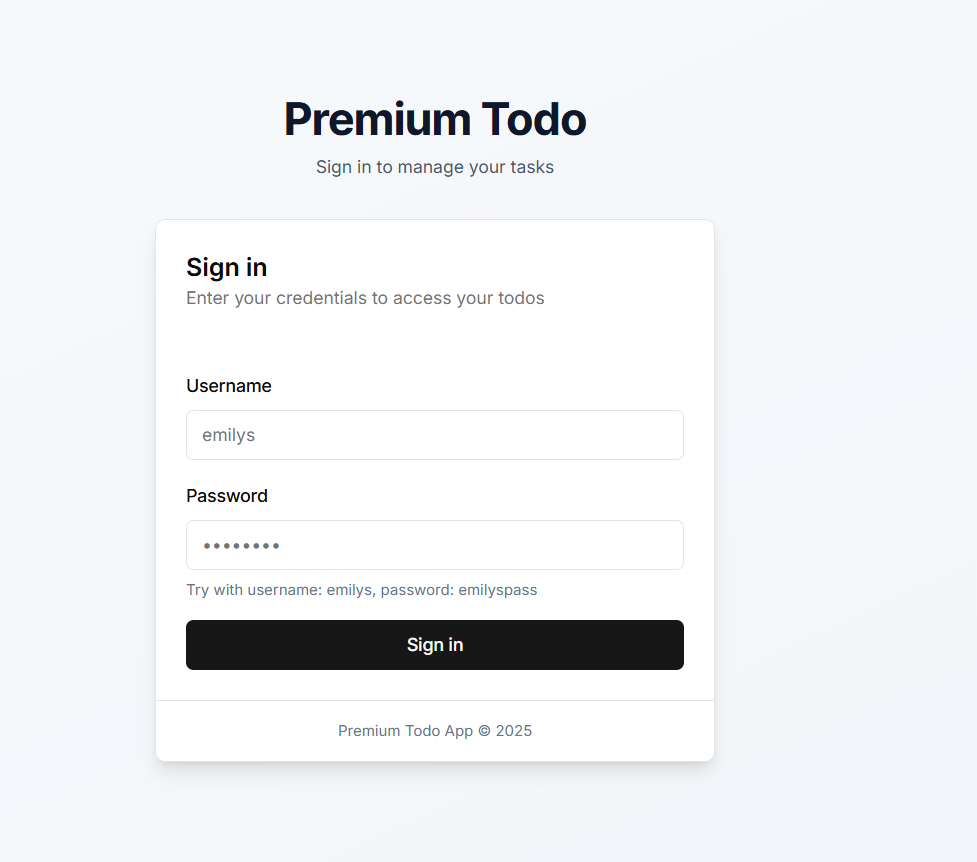 Premium Todo
Sign in to manage your tasks
Sign in
Enter your credentials to access your todos
Username
emilys
Password
••••••••
Try with username: emilys, password: emilyspass
Sign in
Premium Todo App © 2025